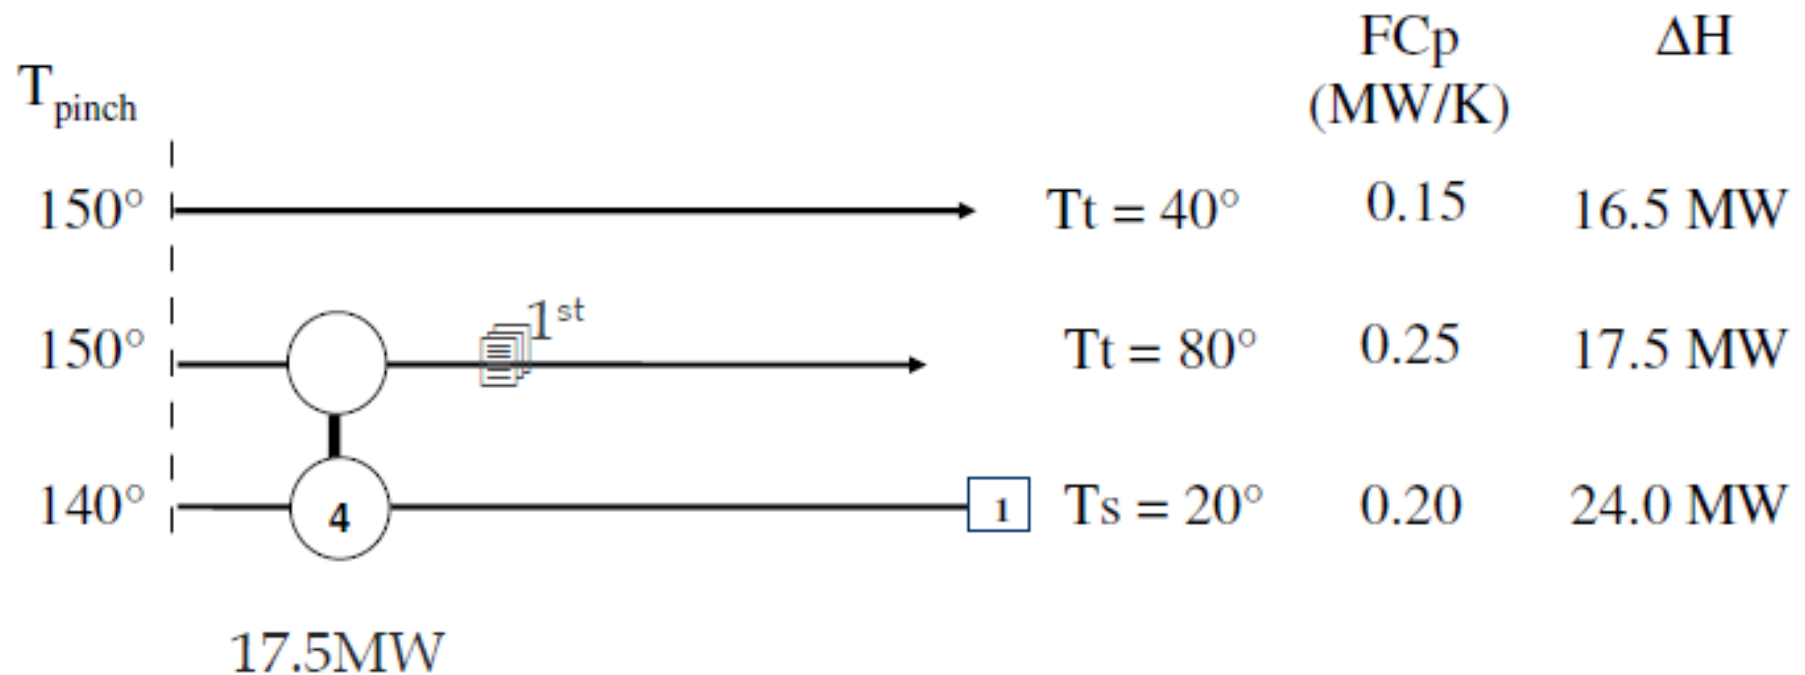 FCp ΔH
(MW/K)
T pinch
150° Tt = 40° 0.15 16.5 MW
1st
150° Tt = 80° 0.25 17.5 MW
140° 4 1 Ts = 20° 0.20 24.0 MW
17.5MW